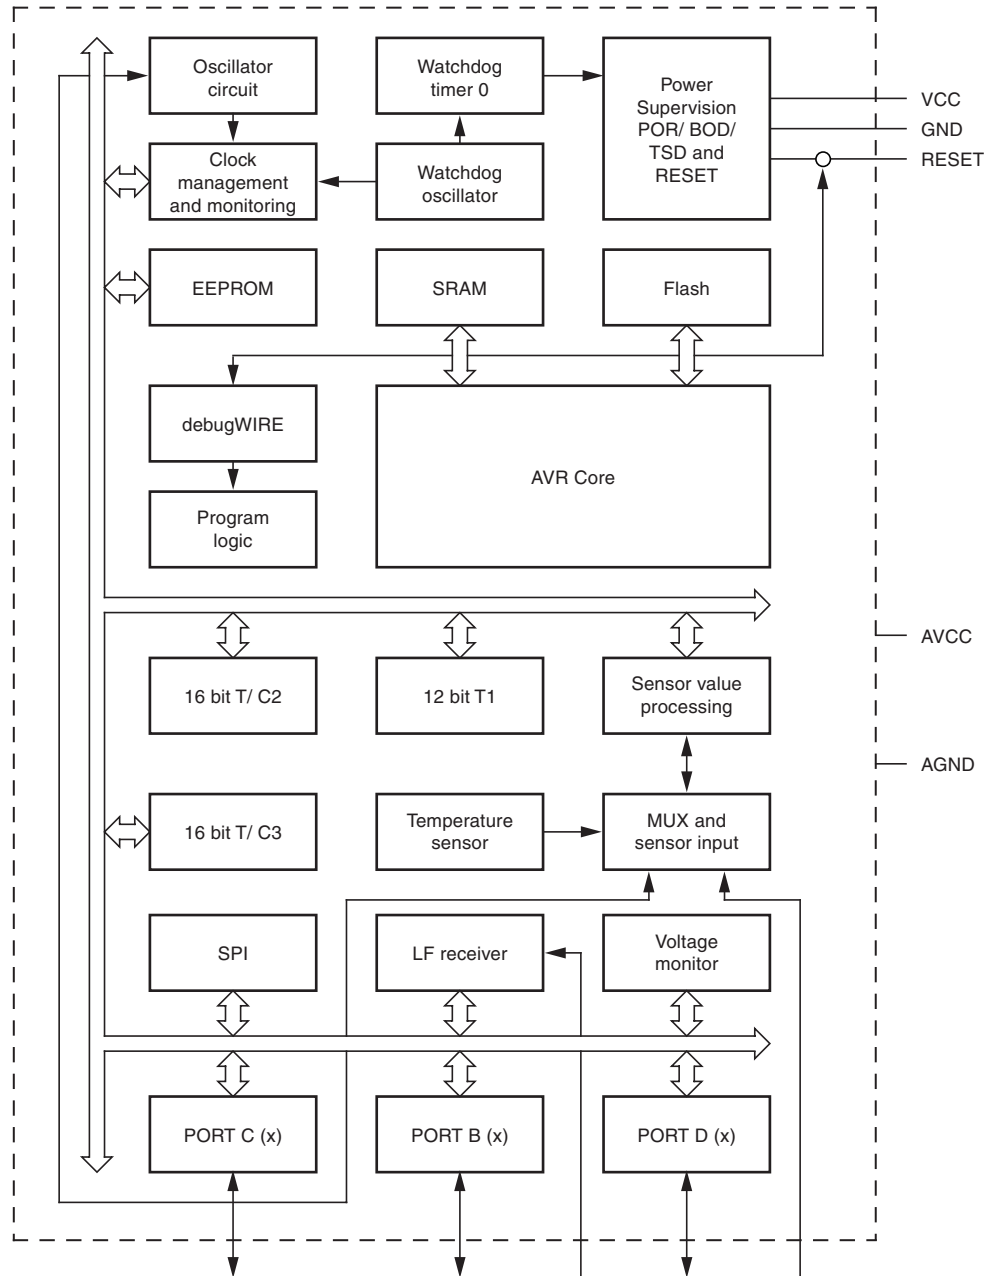 Oscillator
circuit
Watchdog
timer 0
Power
Supervision
POR/ BOD/
TSD and
RESET
VCC
GND
RESET
Clock
management
and monitoring
Watchdog
oscillator
EEPROM
SRAM
Flash
debugWIRE
AVR Core
Program
logic
AVCC
16 bit T/ C2
12 bit T1
Sensor value
processing
AGND
16 bit T/ C3
Temperature
sensor
MUX and
sensor input
SPI
LF receiver
Voltage
monitor
PORT C (x)
PORT B (x)
PORT D (x)